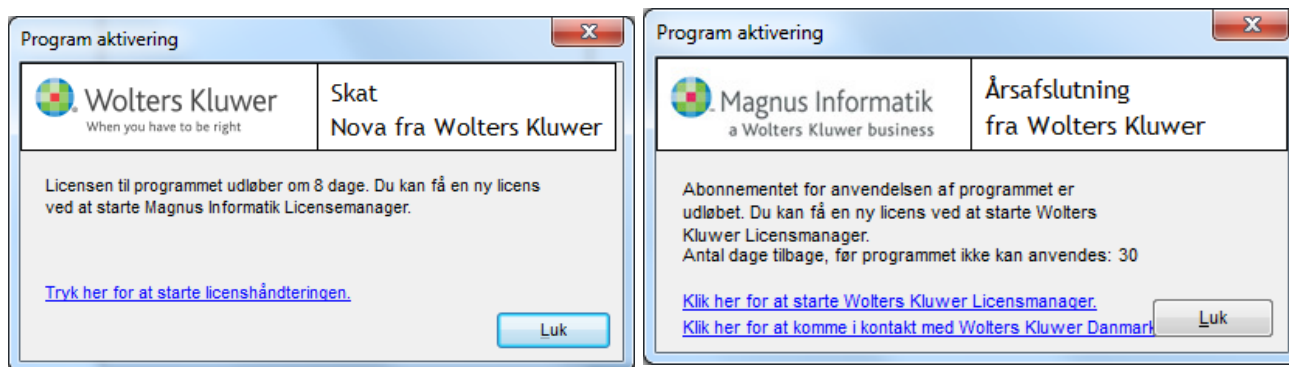 Program aktivering
Wolters Kluwer
When you have to be right
Skat
Nova fra Wolters Kluwer
Licensen til programmet udløber om 8 dage. Du kan få en ny licens
ved at starte Magnus Informatik Licensemanager.
Tryk her for at starte licenshåndteringen.
Luk
Program aktivering
Magnus Informatik
a Wolters Kluwer business
Årsafslutning
fra Wolters Kluwer
Abonnementet for anvendelsen af programmet er
udløbet. Du kan få en ny licens ved at starte Wolters
Kluwer Licensmanager.
Antal dage tilbage, før programmet ikke kan anvendes: 30
Klik her for at starte Wolters Kluwer Licensmanager.
Klik her for at komme i kontakt med Wolters Kluwer Danmark
Luk